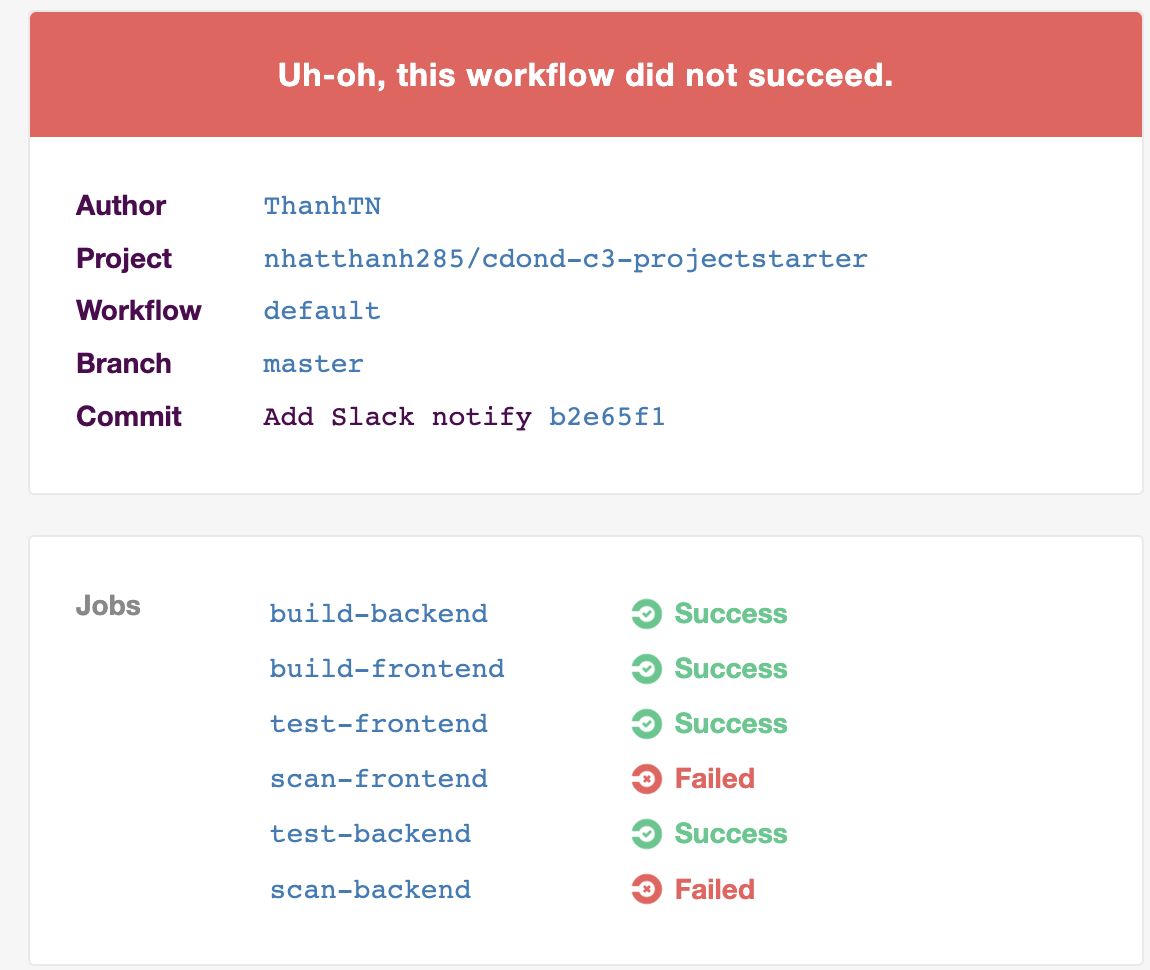 Uh-oh, this workflow did not succeed.
Author ThanhTN
Project nhatthanh285/cdond-c3-projectstarter
Workflow default
Branch master
Commit Add Slack notify b2e65f1
Jobs
build-backend Success
build-frontend Success
test-frontend Success
scan-frontend Failed
test-backend Success
scan-backend Failed